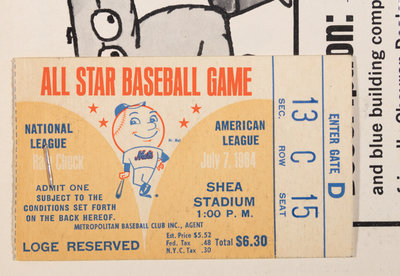 ALL STAR BASEBALL GAME
NATIONAL
LEAGUE
Rain Check
AMERICAN
LEAGUE
July 7, 1964
Mr. Met
Mets
ADMIT ONE
SUBJECT TO THE
CONDITIONS SET FORTH
ON THE BACK HEREOF.
SHEA
STADIUM
1:00 P. M.
METROPOLITAN BASEBALL CLUB INC., AGENT
LOGE RESERVED
Est. Price $5.52
Fed. Tax .48
N.Y.C. Tax .30
Total $6.30
SEC. 13
ROW C
SEAT 15
ENTER GATE D
and blue building comp